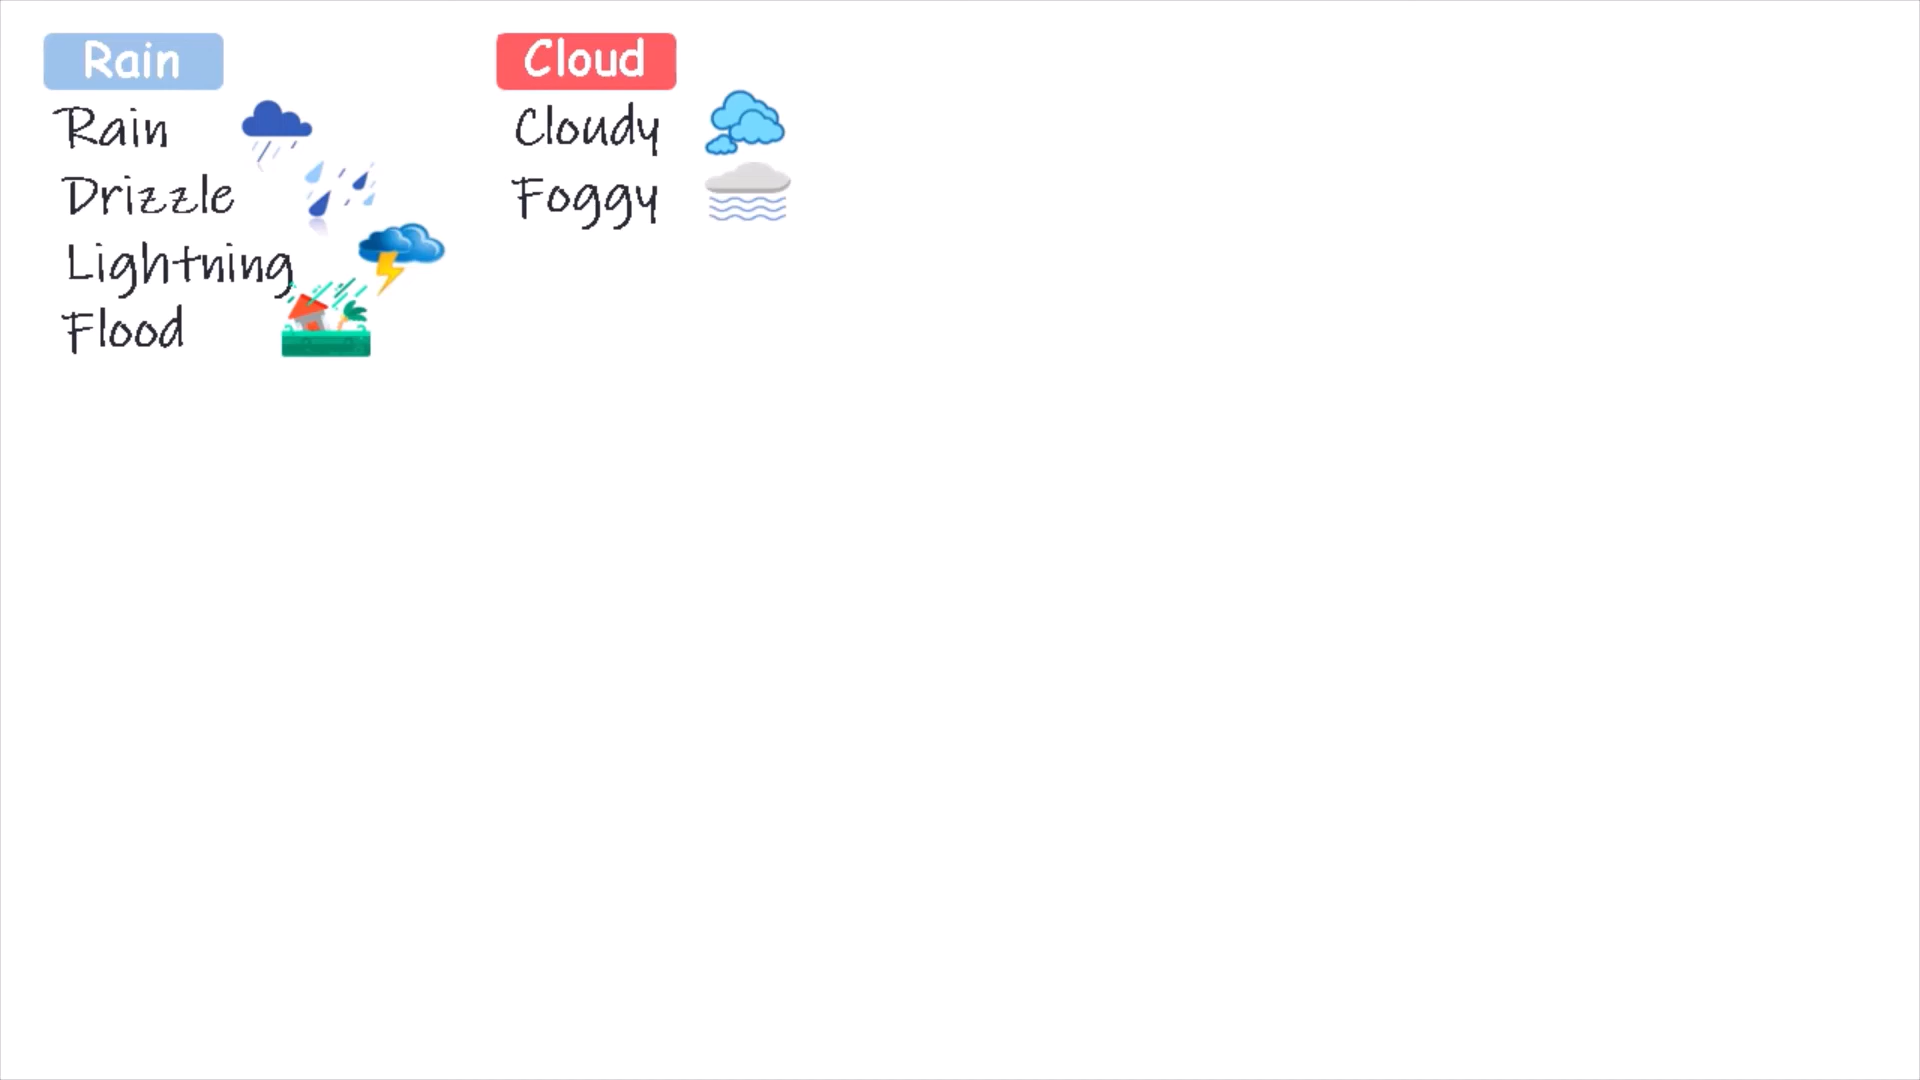 Rain
Rain
Drizzle
Lightning
Flood
Cloud
Cloudy
Foggy